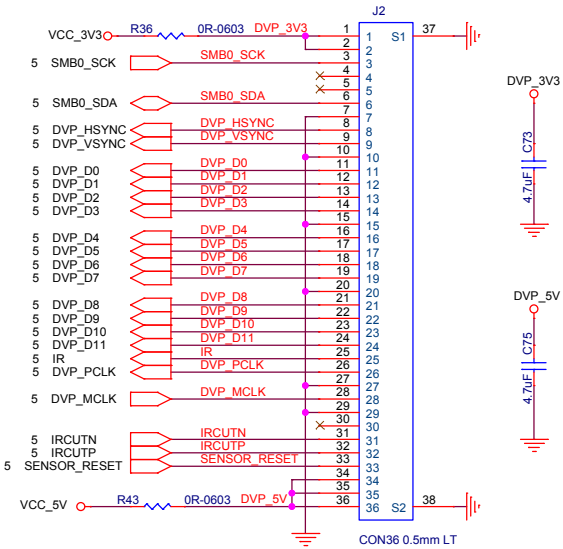 J2
VCC_3V3 R36 0R-0603 DVP_3V3 1 1 S1 37
2 2
5 SMB0_SCK SMB0_SCK 3 3
4 4
5 5
5 SMB0_SDA SMB0_SDA 6 6
7 7
5 DVP_HSYNC DVP_HSYNC 8 8
5 DVP_VSYNC DVP_VSYNC 9 9
10 10
5 DVP_D0 DVP_D0 11 11
5 DVP_D1 DVP_D1 12 12
5 DVP_D2 DVP_D2 13 13
5 DVP_D3 DVP_D3 14 14
15 15
5 DVP_D4 DVP_D4 16 16
5 DVP_D5 DVP_D5 17 17
5 DVP_D6 DVP_D6 18 18
5 DVP_D7 DVP_D7 19 19
20 20
5 DVP_D8 DVP_D8 21 21
5 DVP_D9 DVP_D9 22 22
5 DVP_D10 DVP_D10 23 23
5 DVP_D11 DVP_D11 24 24
5 IR IR 25 25
5 DVP_PCLK DVP_PCLK 26 26
27 27
5 DVP_MCLK DVP_MCLK 28 28
29 29
30 30
5 IRCUTN IRCUTN 31 31
5 IRCUTP IRCUTP 32 32
5 SENSOR_RESET SENSOR_RESET 33 33
34 34
35 35
VCC_5V R43 0R-0603 DVP_5V 36 36 S2 38
CON36 0.5mm LT
DVP_3V3
C73
4.7uF
DVP_5V
C75
4.7uF